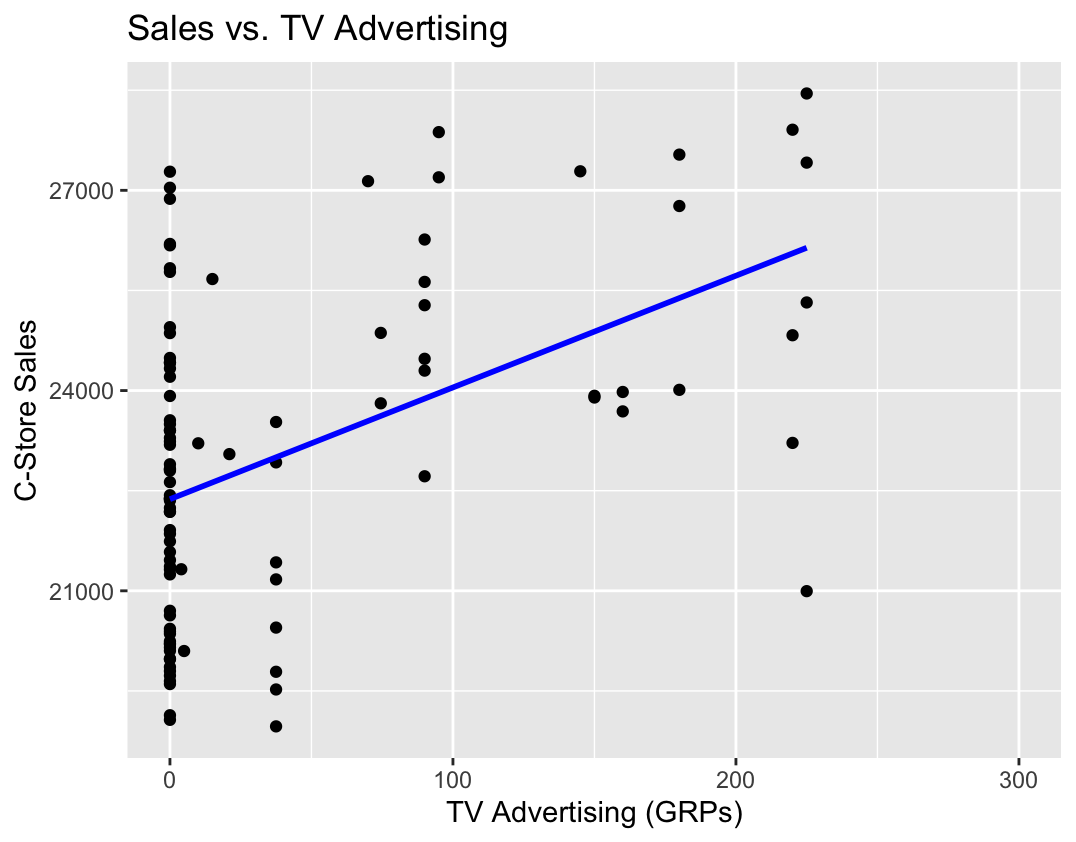 Sales vs. TV Advertising
27000
24000
21000
C-Store Sales
0 100 200 300
TV Advertising (GRPs)